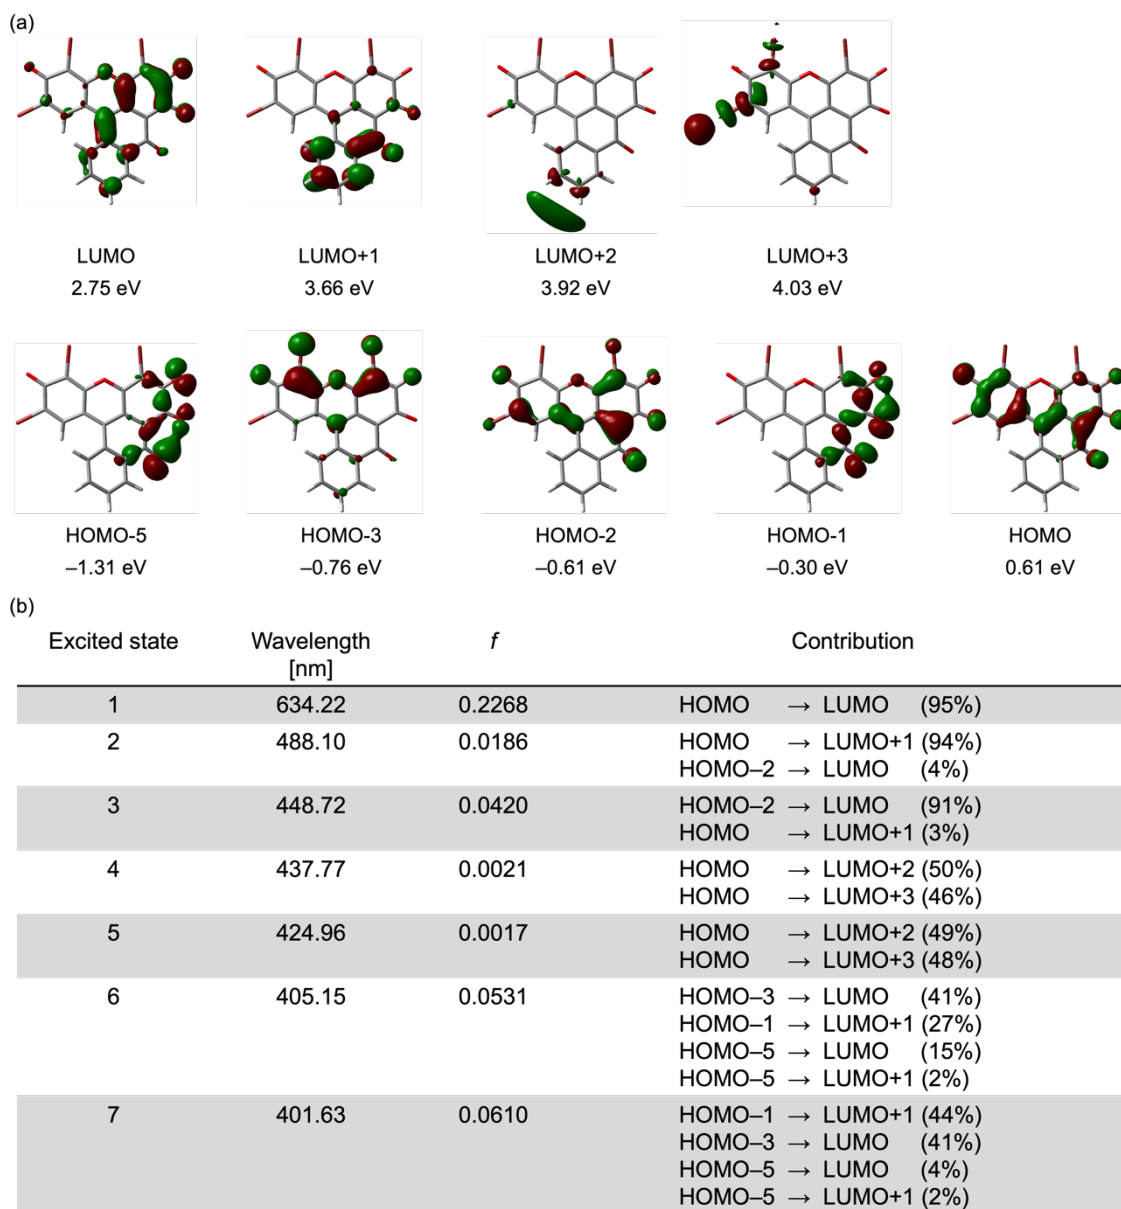 (a)
LUMO LUMO+1 LUMO+2 LUMO+3
2.75 eV 3.66 eV 3.92 eV 4.03 eV
HOMO-5 HOMO-3 HOMO-2 HOMO-1 HOMO
–1.31 eV –0.76 eV –0.61 eV –0.30 eV 0.61 eV
(b)
Excited state Wavelength f Contribution
[nm]
1 634.22 0.2268 HOMO → LUMO (95%)
2 488.10 0.0186 HOMO → LUMO+1 (94%)
HOMO–2 → LUMO (4%)
3 448.72 0.0420 HOMO–2 → LUMO (91%)
HOMO → LUMO+1 (3%)
4 437.77 0.0021 HOMO → LUMO+2 (50%)
HOMO → LUMO+3 (46%)
5 424.96 0.0017 HOMO → LUMO+2 (49%)
HOMO → LUMO+3 (48%)
6 405.15 0.0531 HOMO–3 → LUMO (41%)
HOMO–1 → LUMO+1 (27%)
HOMO–5 → LUMO (15%)
HOMO–5 → LUMO+1 (2%)
7 401.63 0.0610 HOMO–1 → LUMO+1 (44%)
HOMO–3 → LUMO (41%)
HOMO–5 → LUMO (4%)
HOMO–5 → LUMO+1 (2%)